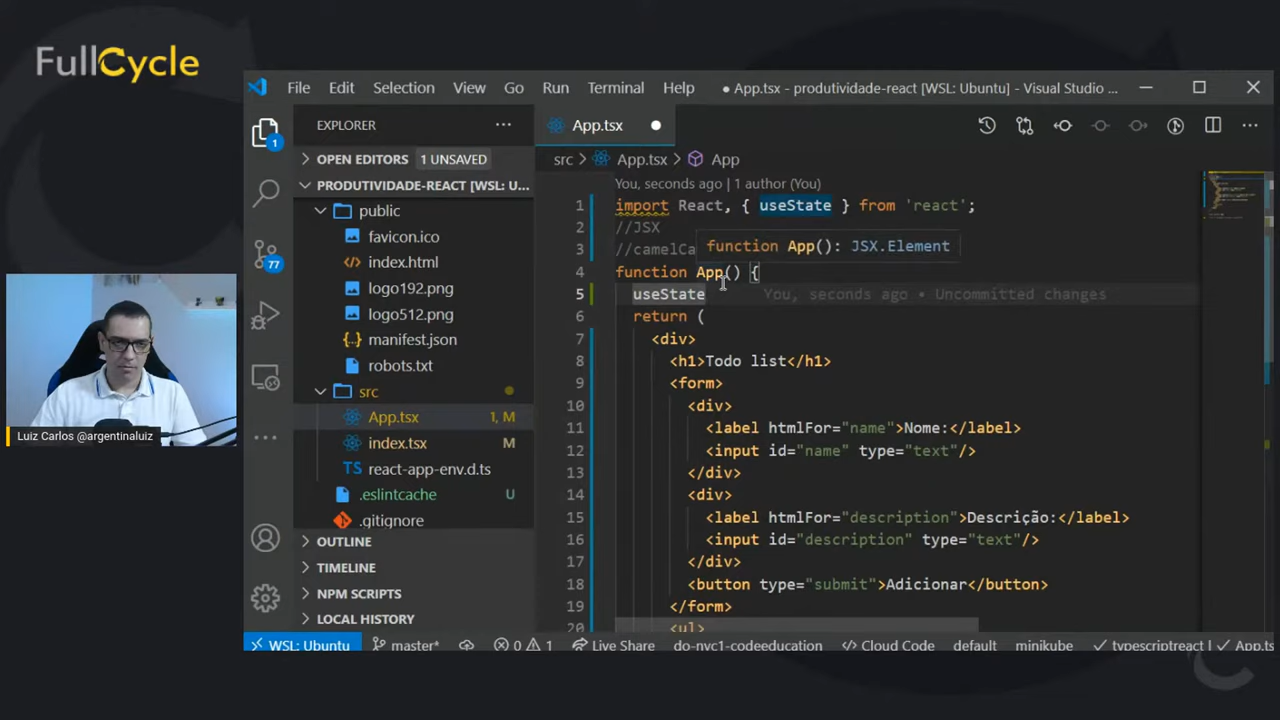 FullCycle
File Edit Selection View Go Run Terminal Help ● App.tsx - produtividade-react [WSL: Ubuntu] - Visual Studio ...
EXPLORER
App.tsx
OPEN EDITORS 1 UNSAVED
src > App.tsx > App
PRODUTIVIDADE-REACT [WSL: U...
public
favicon.ico
index.html
logo192.png
logo512.png
manifest.json
robots.txt
src
App.tsx 1, M
index.tsx M
react-app-env.d.ts
.eslintcache U
.gitignore
OUTLINE
TIMELINE
NPM SCRIPTS
LOCAL HISTORY
1
77
You, seconds ago | 1 author (You)
1 import React, { useState } from 'react';
2 //JSX
3 //camelCa
function App(): JSX.Element
4 function App() {
5 useState You, seconds ago • Uncommitted changes
6 return (
7 <div>
8 <h1>Todo list</h1>
9 <form>
10 <div>
11 <label htmlFor="name">Nome:</label>
12 <input id="name" type="text"/>
13 </div>
14 <div>
15 <label htmlFor="description">Descrição:</label>
16 <input id="description" type="text"/>
17 </div>
18 <button type="submit">Adicionar</button>
19 </form>
20 <ul>
Luiz Carlos @argentinaluiz
WSL: Ubuntu master* 0 1 Live Share do-nyc1-codeeducation Cloud Code default minikube typescriptreact App.ts